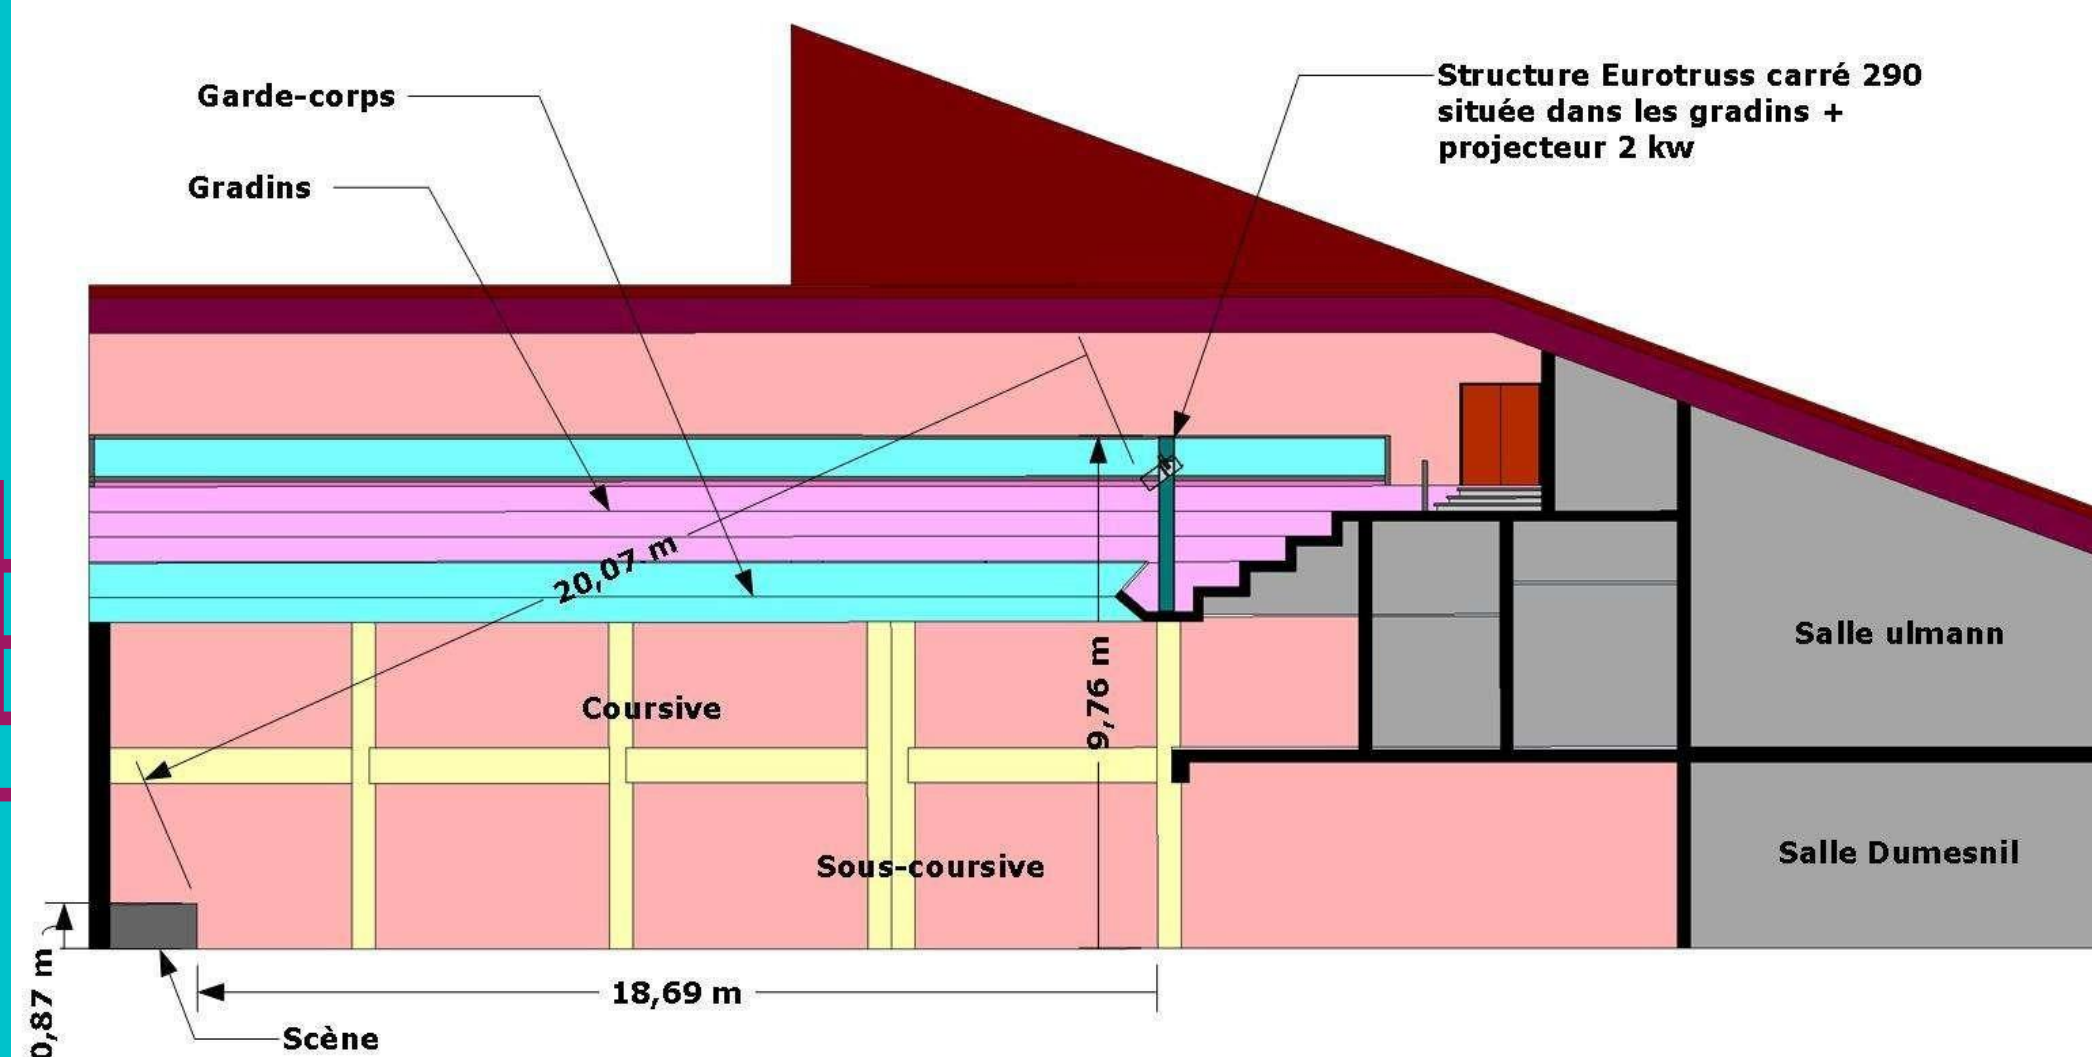 Structure Eurotruss carré 290
située dans les gradins +
projecteur 2 kw
Garde-corps
Gradins
20,07 m
9,76 m
Coursive
Salle ulmann
Sous-coursive
Salle Dumesnil
0,87 m
18,69 m
Scène